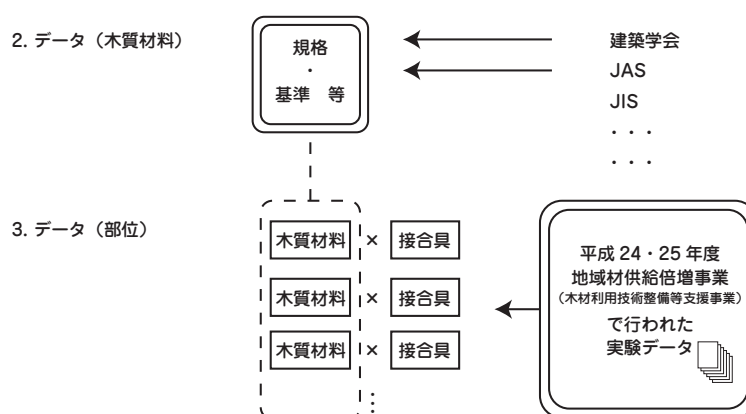 2. データ（木質材料）
規格
・
基準　等
建築学会
JAS
JIS
・・・
・・・
3. データ（部位）
木質材料 × 接合具
木質材料 × 接合具
木質材料 × 接合具
⋮
平成 24・25 年度
地域材供給倍増事業
（木材利用技術整備等支援事業）
で行われた
実験データ